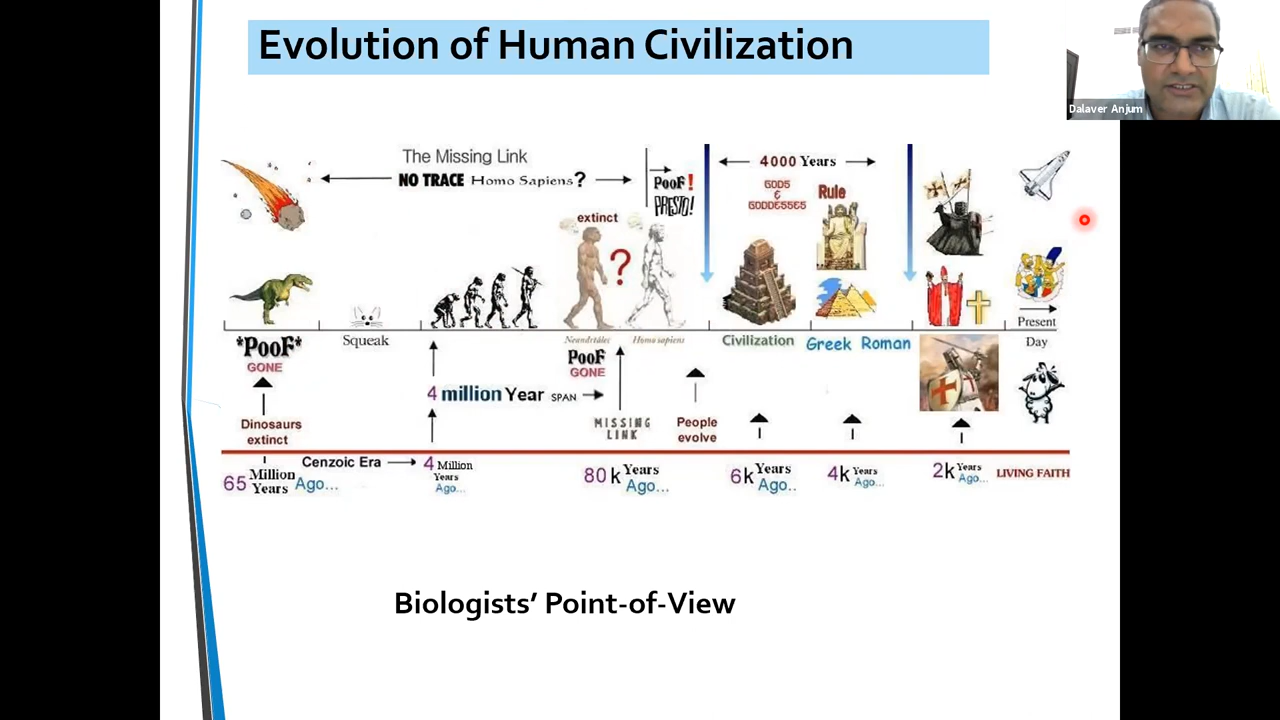 Evolution of Human Civilization
Dalaver Anjum
The Missing Link
NO TRACE Homo Sapiens?
PooF!
PRESTO!
4000 Years
GODS
&
GODDESSES
Rule
extinct
?
*PooF*
GONE
Squeak
Neandrtáler
Homo sapiens
PooF
GONE
Civilization
Greek Roman
Present
Day
4 million Year SPAN
Dinosaurs
extinct
MISSING
LINK
People
evolve
65 Million
Years Ago...
Cenzoic Era
4 Million
Years
Ago...
80k Years
Ago...
6k Years
Ago..
4k Years
Ago...
2k Years
Ago...
LIVING FAITH
Biologists’ Point-of-View